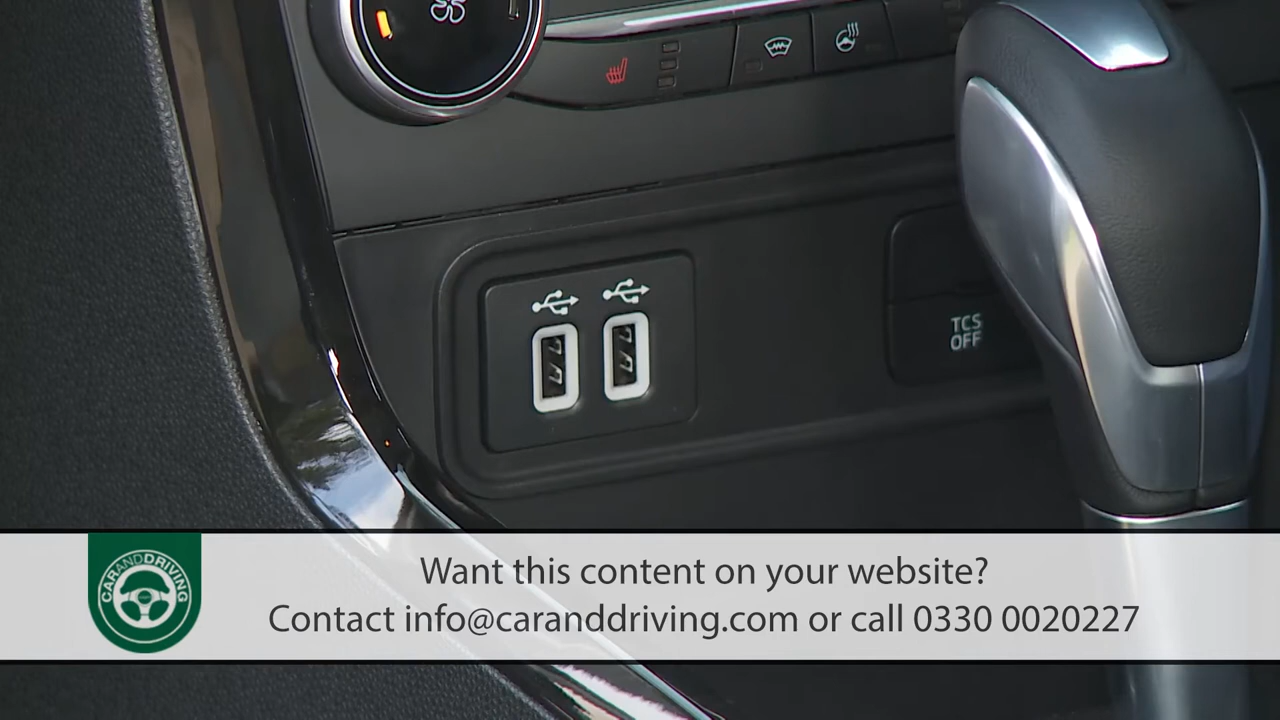 TCS
OFF
CARANDDRIVING
Want this content on your website?
Contact info@caranddriving.com or call 0330 0020227